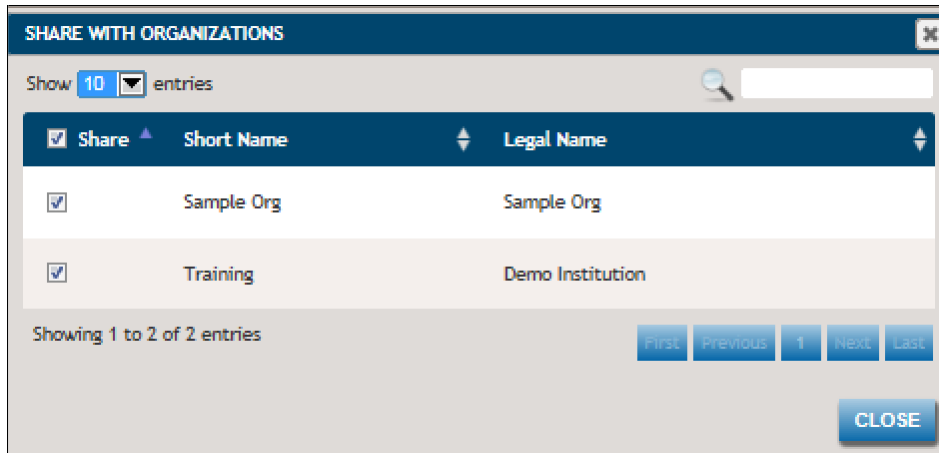 SHARE WITH ORGANIZATIONS
Show 10 entries
Share Short Name Legal Name
Sample Org Sample Org
Training Demo Institution
Showing 1 to 2 of 2 entries First Previous 1 Next Last
CLOSE